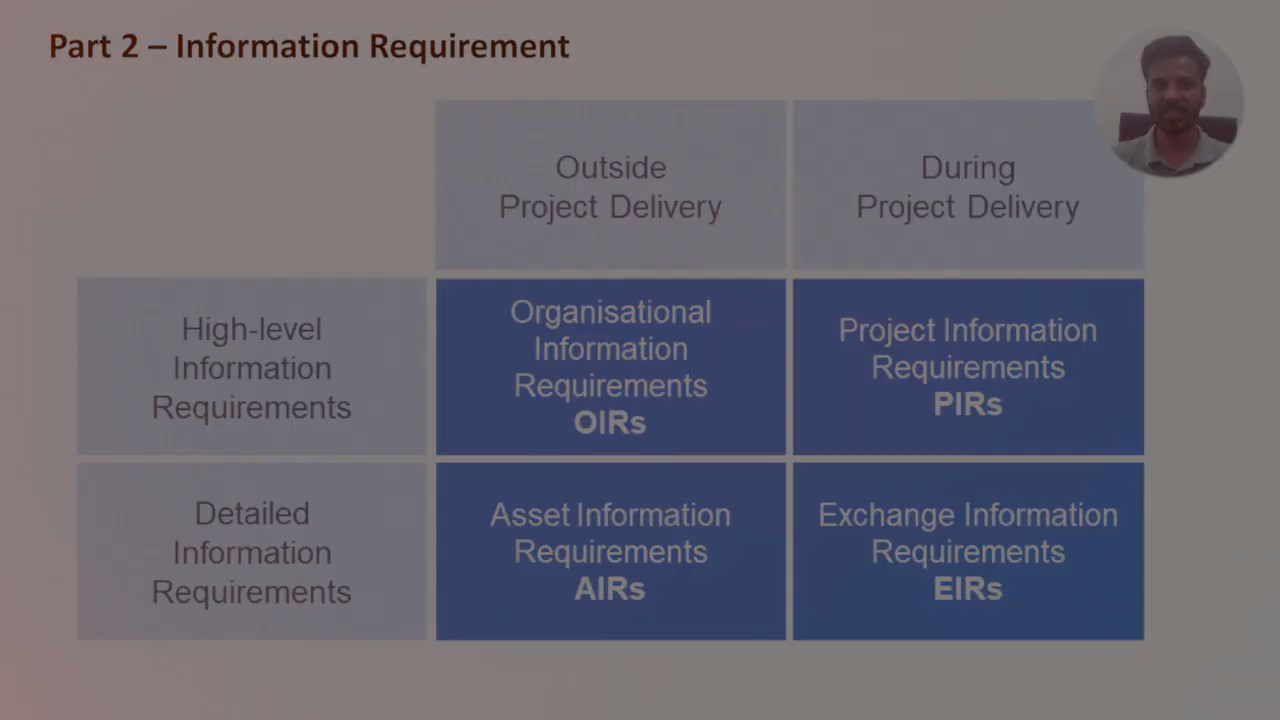 Part 2 – Information Requirement
Outside
Project Delivery
During
Project Delivery
High-level
Information
Requirements
Organisational
Information
Requirements
OIRs
Project Information
Requirements
PIRs
Detailed
Information
Requirements
Asset Information
Requirements
AIRs
Exchange Information
Requirements
EIRs